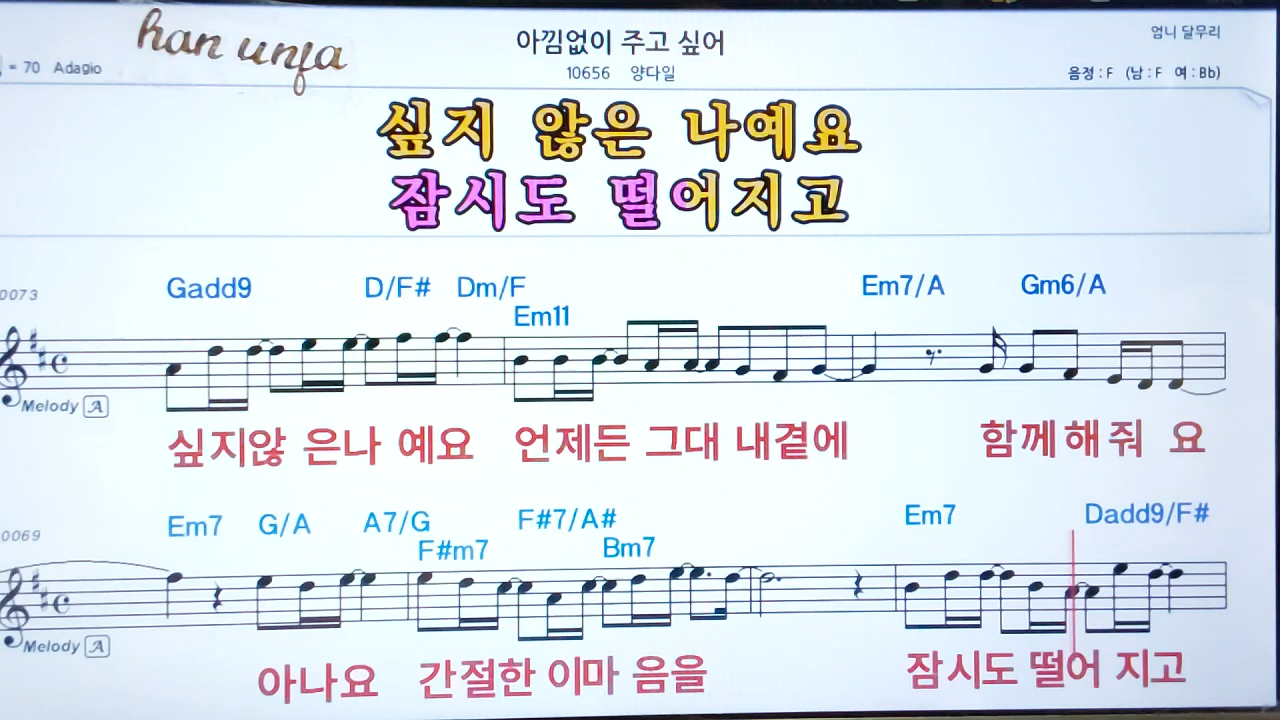 han unja
아낌없이 주고 싶어
엄니 달무리
= 70 Adagio
10656 양다일
음정 : F (남 : F 여 : Bb)
싶지 않은 나예요
잠시도 떨어지고
0073
Gadd9 D/F# Dm/F Em11 Em7/A Gm6/A
Melody A
싶지않 은나 예요 언제든 그대 내곁에 함께해줘 요
0069
Em7 G/A A7/G F#m7 F#7/A# Bm7 Em7 Dadd9/F#
Melody A
아나요 간절한 이마 음을 잠시도 떨어 지고